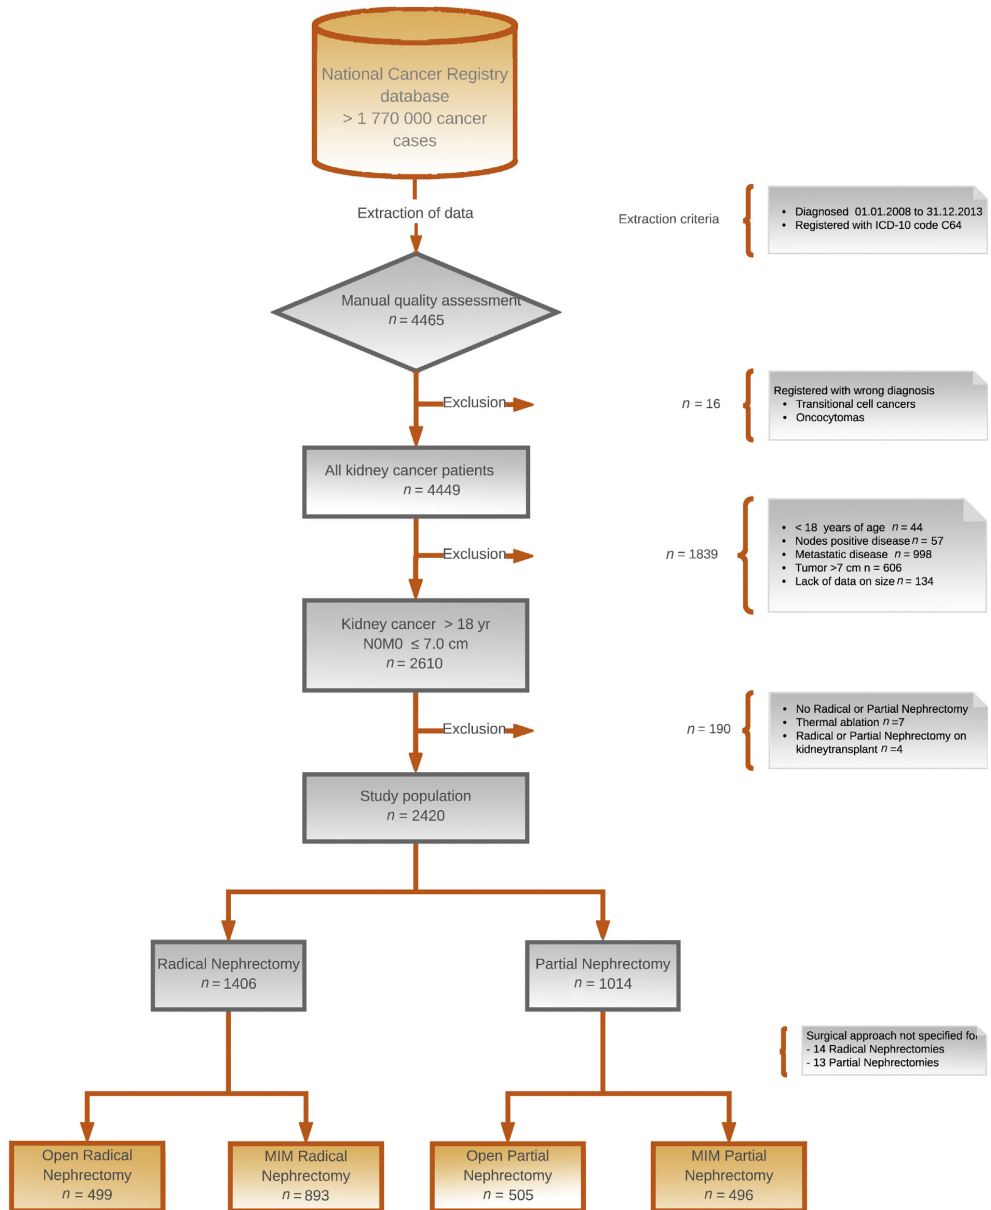 National Cancer Registry
database
> 1 770 000 cancer
cases
Extraction of data
Extraction criteria
• Diagnosed 01.01.2008 to 31.12.2013
• Registered with ICD-10 code C64
Manual quality assessment
n = 4465
Exclusion
n = 16
Registered with wrong diagnosis
• Transitional cell cancers
• Oncocytomas
All kidney cancer patients
n = 4449
Exclusion
n = 1839
• < 18 years of age n = 44
• Nodes positive disease n = 57
• Metastatic disease n = 998
• Tumor >7 cm n = 606
• Lack of data on size n = 134
Kidney cancer > 18 yr
N0M0 ≤ 7.0 cm
n = 2610
Exclusion
n = 190
• No Radical or Partial Nephrectomy
• Thermal ablation n =7
• Radical or Partial Nephrectomy on
kidneytransplant n =4
Study population
n = 2420
Radical Nephrectomy
n = 1406
Partial Nephrectomy
n = 1014
Surgical approach not specified for
- 14 Radical Nephrectomies
- 13 Partial Nephrectomies
Open Radical
Nephrectomy
n = 499
MIM Radical
Nephrectomy
n = 893
Open Partial
Nephrectomy
n = 505
MIM Partial
Nephrectomy
n = 496